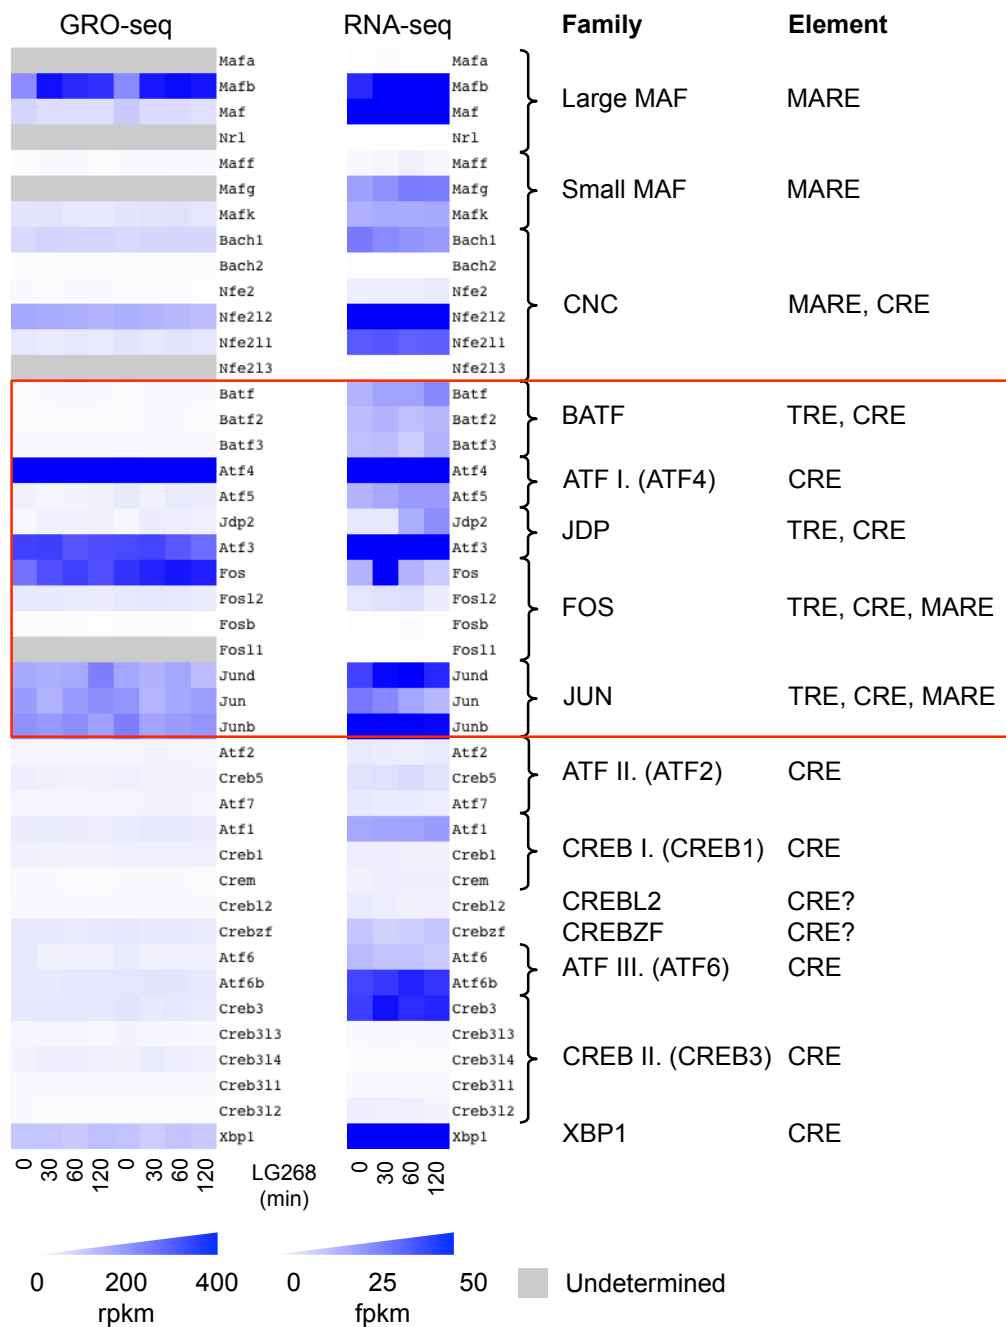 GRO-seq RNA-seq Family Element
Mafa Mafa
Mafb Mafb
Maf Maf
Nrl Nrl
Large MAF MARE
Maff Maff
Mafg Mafg
Mafk Mafk
Small MAF MARE
Bach1 Bach1
Bach2 Bach2
Nfe2 Nfe2
Nfe2l2 Nfe2l2
Nfe2l1 Nfe2l1
Nfe2l3 Nfe2l3
CNC MARE, CRE
Batf Batf
Batf2 Batf2
Batf3 Batf3
BATF TRE, CRE
Atf4 Atf4
Atf5 Atf5
ATF I. (ATF4) CRE
Jdp2 Jdp2
Atf3 Atf3
JDP TRE, CRE
Fos Fos
Fosl2 Fosl2
Fosb Fosb
Fosl1 Fosl1
FOS TRE, CRE, MARE
Jund Jund
Jun Jun
Junb Junb
JUN TRE, CRE, MARE
Atf2 Atf2
Creb5 Creb5
Atf7 Atf7
ATF II. (ATF2) CRE
Atf1 Atf1
Creb1 Creb1
Crem Crem
CREB I. (CREB1) CRE
Crebl2 Crebl2 CREBL2 CRE?
Crebzf Crebzf CREBZF CRE?
Atf6 Atf6
Atf6b Atf6b
ATF III. (ATF6) CRE
Creb3 Creb3
Creb3l3 Creb3l3
Creb3l4 Creb3l4
Creb3l1 Creb3l1
Creb3l2 Creb3l2
CREB II. (CREB3) CRE
Xbp1 Xbp1 XBP1 CRE
0 30 60 120 0 30 60 120 LG268 0 30 60 120
(min)
0 200 400 0 25 50 Undetermined
rpkm fpkm